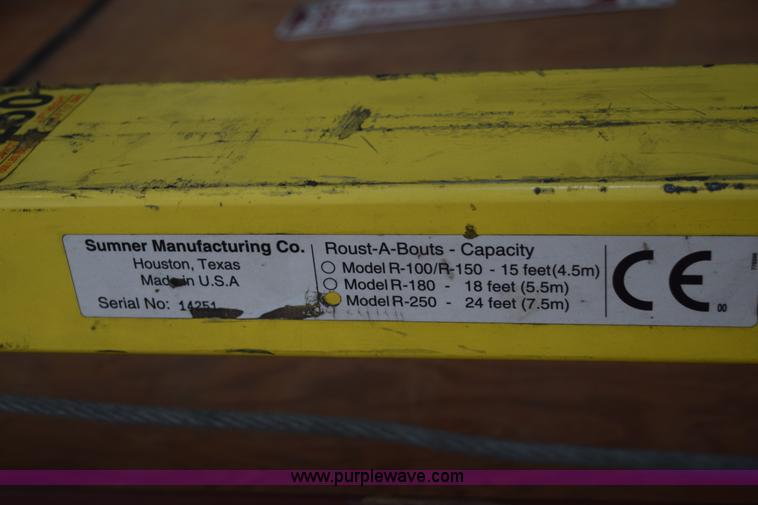 Sumner Manufacturing Co.
Houston, Texas
Made in U.S.A
Serial No: 14251
Roust-A-Bouts - Capacity
Model R-100/R-150 - 15 feet(4.5m)
Model R-180 - 18 feet (5.5m)
Model R-250 - 24 feet (7.5m)
CE
00
www.purplewave.com